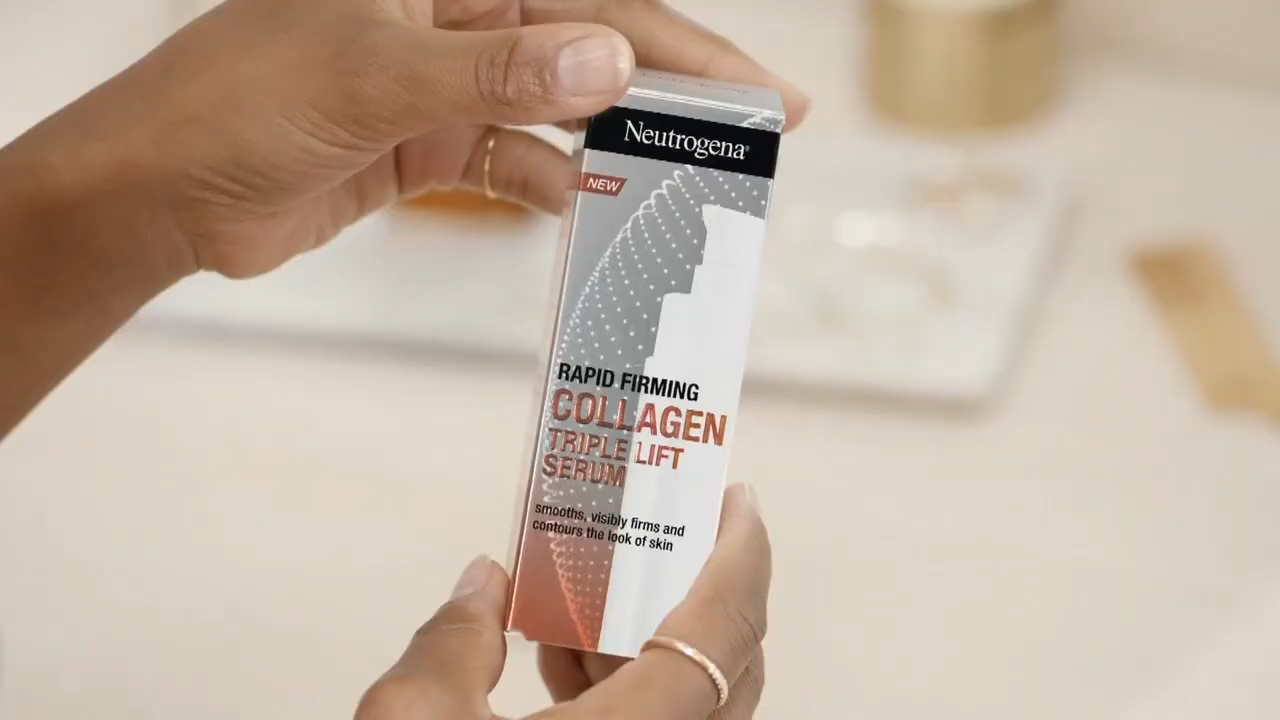 Neutrogena®
NEW
RAPID FIRMING
COLLAGEN
TRIPLE LIFT
SERUM
smooths, visibly firms and
contours the look of skin